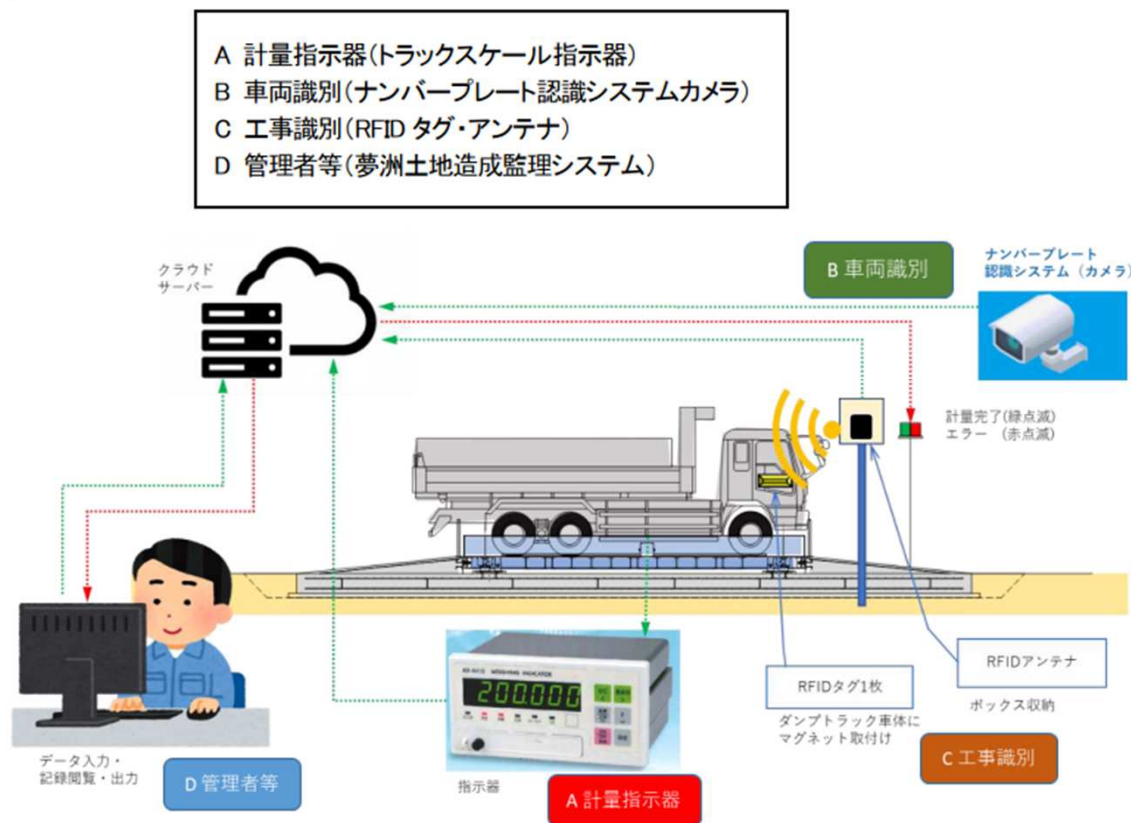 A 計量指示器(トラックスケール指示器)
B 車両識別(ナンバープレート認識システムカメラ)
C 工事識別(RFID タグ・アンテナ)
D 管理者等(夢洲土地造成監理システム)
クラウド
サーバー
B 車両識別
ナンバープレート
認識システム（カメラ）
計量完了(緑点滅)
エラー　(赤点滅)
WEIGHING INDICATOR
200.000
RFIDタグ1枚
ダンプトラック車体に
マグネット取付け
RFIDアンテナ
ボックス収納
C 工事識別
データ入力・
記録閲覧・出力
D 管理者等
指示器
A 計量指示器